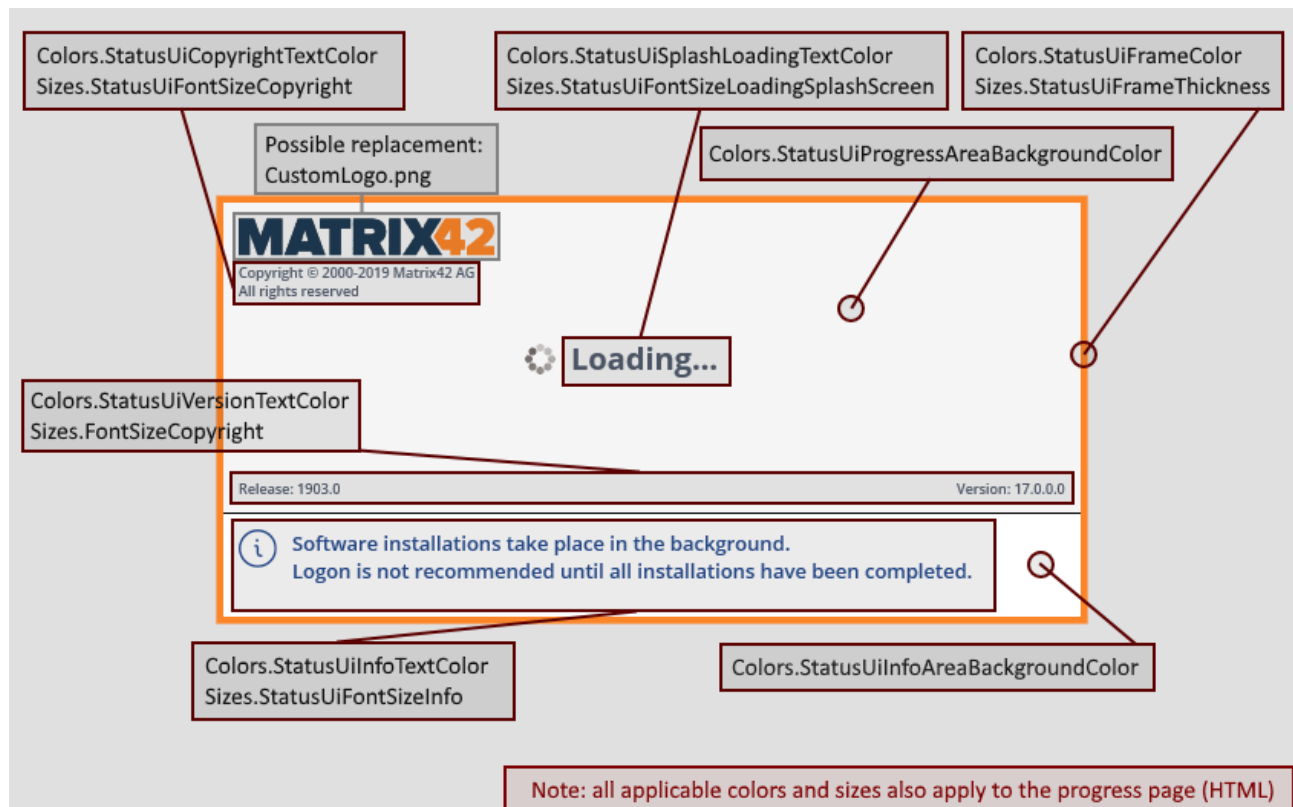 Colors.StatusUiCopyrightTextColor
Sizes.StatusUiFontSizeCopyright
Colors.StatusUiSplashLoadingTextColor
Sizes.StatusUiFontSizeLoadingSplashScreen
Colors.StatusUiFrameColor
Sizes.StatusUiFrameThickness
Possible replacement:
CustomLogo.png
Colors.StatusUiProgressAreaBackgroundColor
MATRIX42
Copyright © 2000-2019 Matrix42 AG
All rights reserved
Loading...
Colors.StatusUiVersionTextColor
Sizes.FontSizeCopyright
Release: 1903.0
Version: 17.0.0.0
Software installations take place in the background.
Logon is not recommended until all installations have been completed.
Colors.StatusUiInfoTextColor
Sizes.StatusUiFontSizeInfo
Colors.StatusUiInfoAreaBackgroundColor
Note: all applicable colors and sizes also apply to the progress page (HTML)